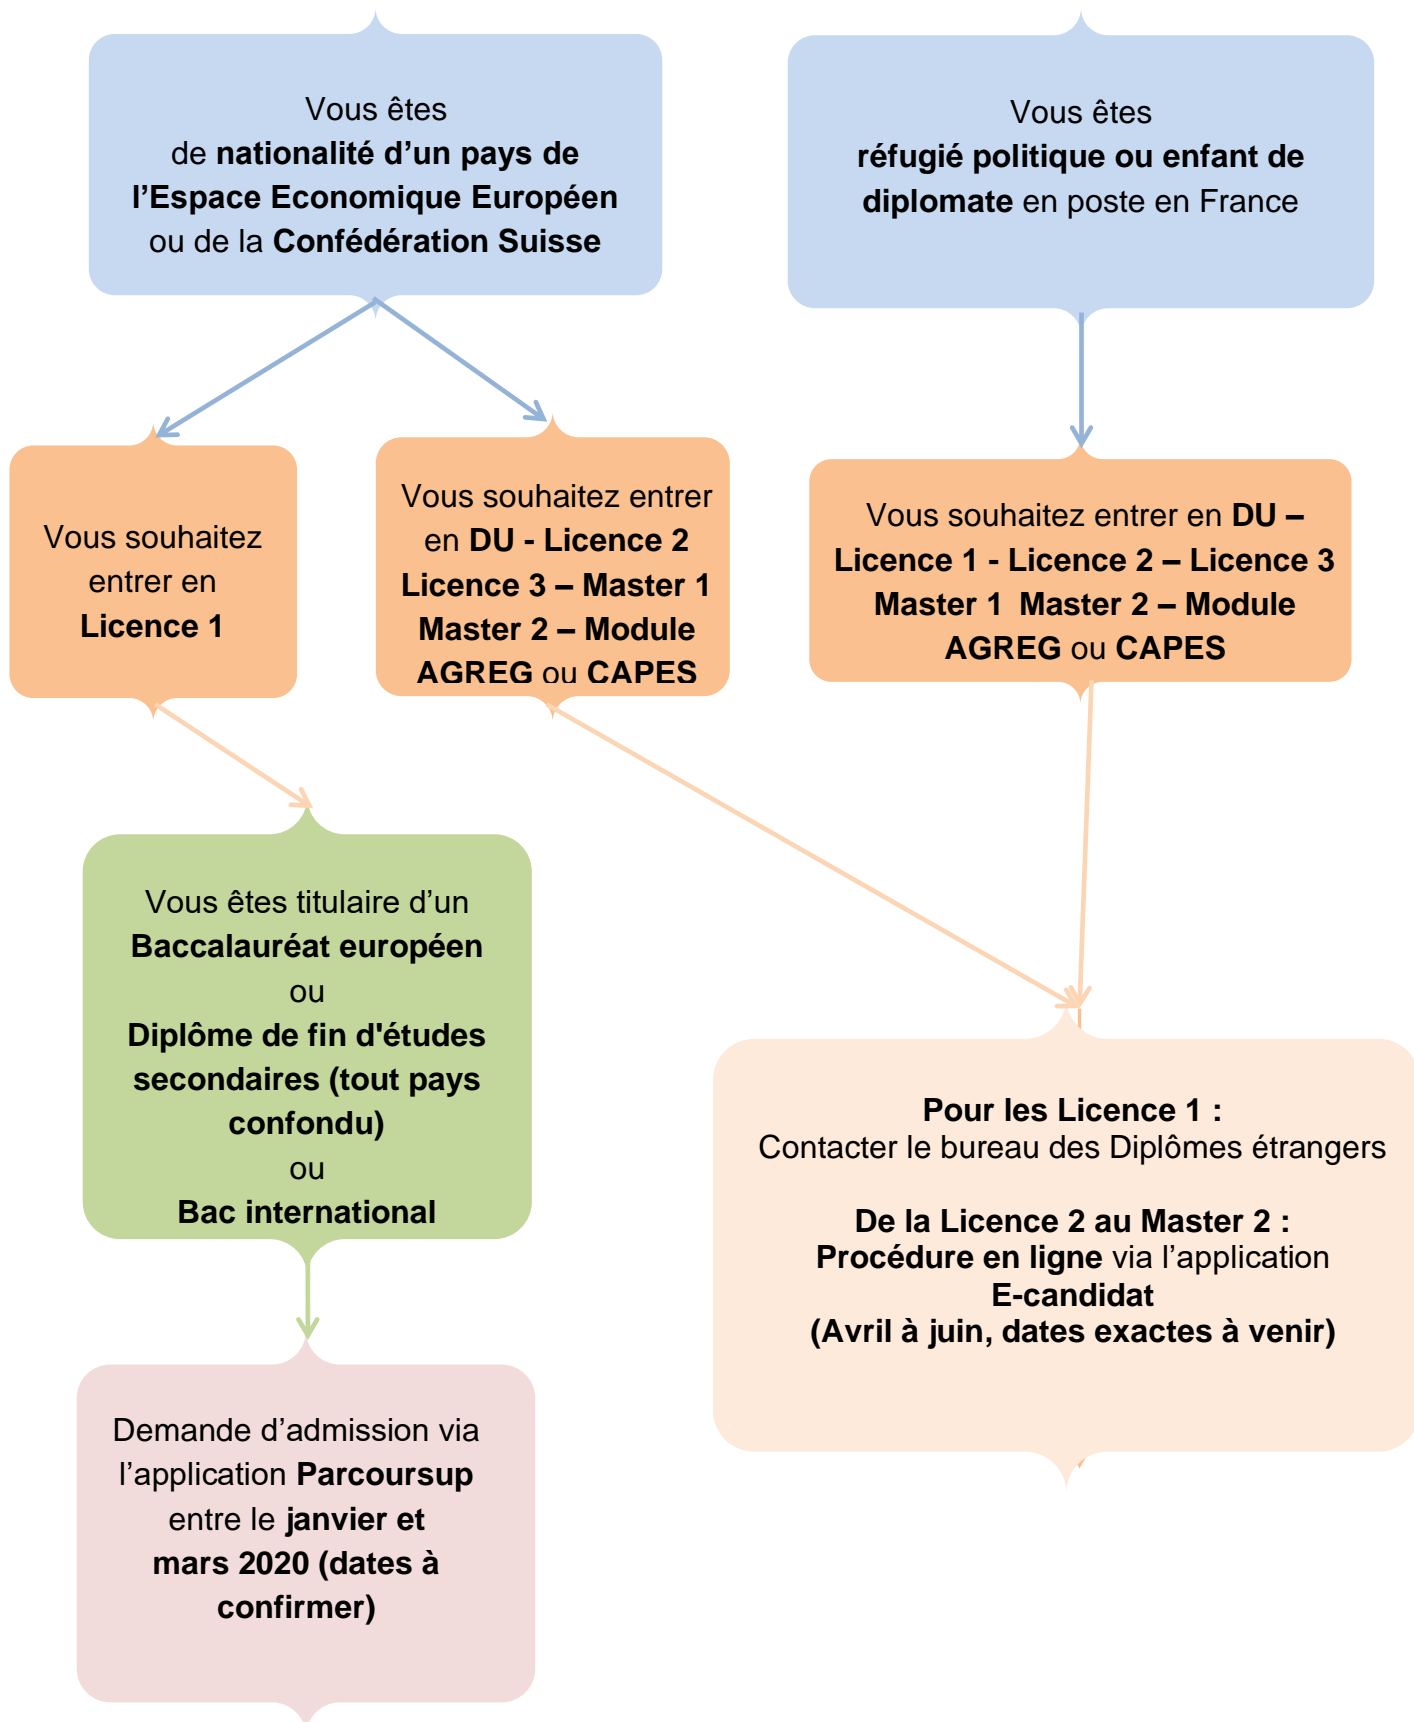 Vous êtes
de nationalité d’un pays de
l’Espace Economique Européen
ou de la Confédération Suisse
Vous êtes
réfugié politique ou enfant de
diplomate en poste en France
Vous souhaitez
entrer en
Licence 1
Vous souhaitez entrer
en DU - Licence 2
Licence 3 – Master 1
Master 2 – Module
AGREG ou CAPES
Vous souhaitez entrer en DU –
Licence 1 - Licence 2 – Licence 3
Master 1  Master 2 – Module
AGREG ou CAPES
Vous êtes titulaire d’un
Baccalauréat européen
ou
Diplôme de fin d'études
secondaires (tout pays
confondu)
ou
Bac international
Pour les Licence 1 :
Contacter le bureau des Diplômes étrangers
De la Licence 2 au Master 2 :
Procédure en ligne via l’application
E-candidat
(Avril à juin, dates exactes à venir)
Demande d’admission via
l’application Parcoursup
entre le janvier et
mars 2020 (dates à
confirmer)